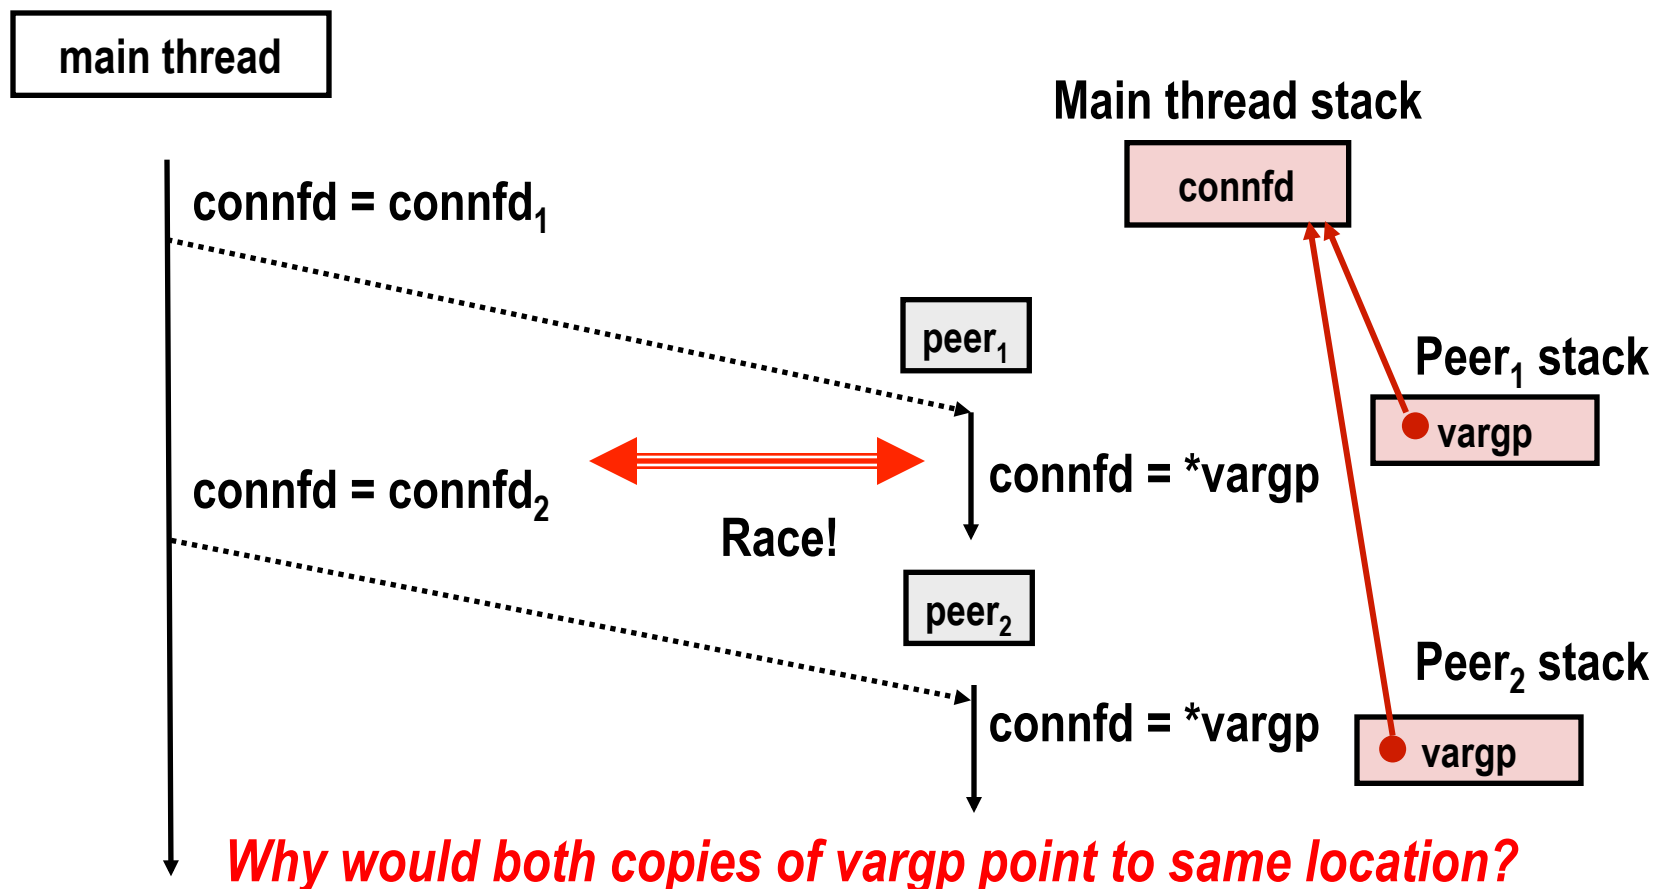 main thread
Main thread stack
connfd
connfd = connfd₁
peer₁
Peer₁ stack
vargp
connfd = *vargp
connfd = connfd₂
Race!
peer₂
Peer₂ stack
connfd = *vargp
vargp
Why would both copies of vargp point to same location?